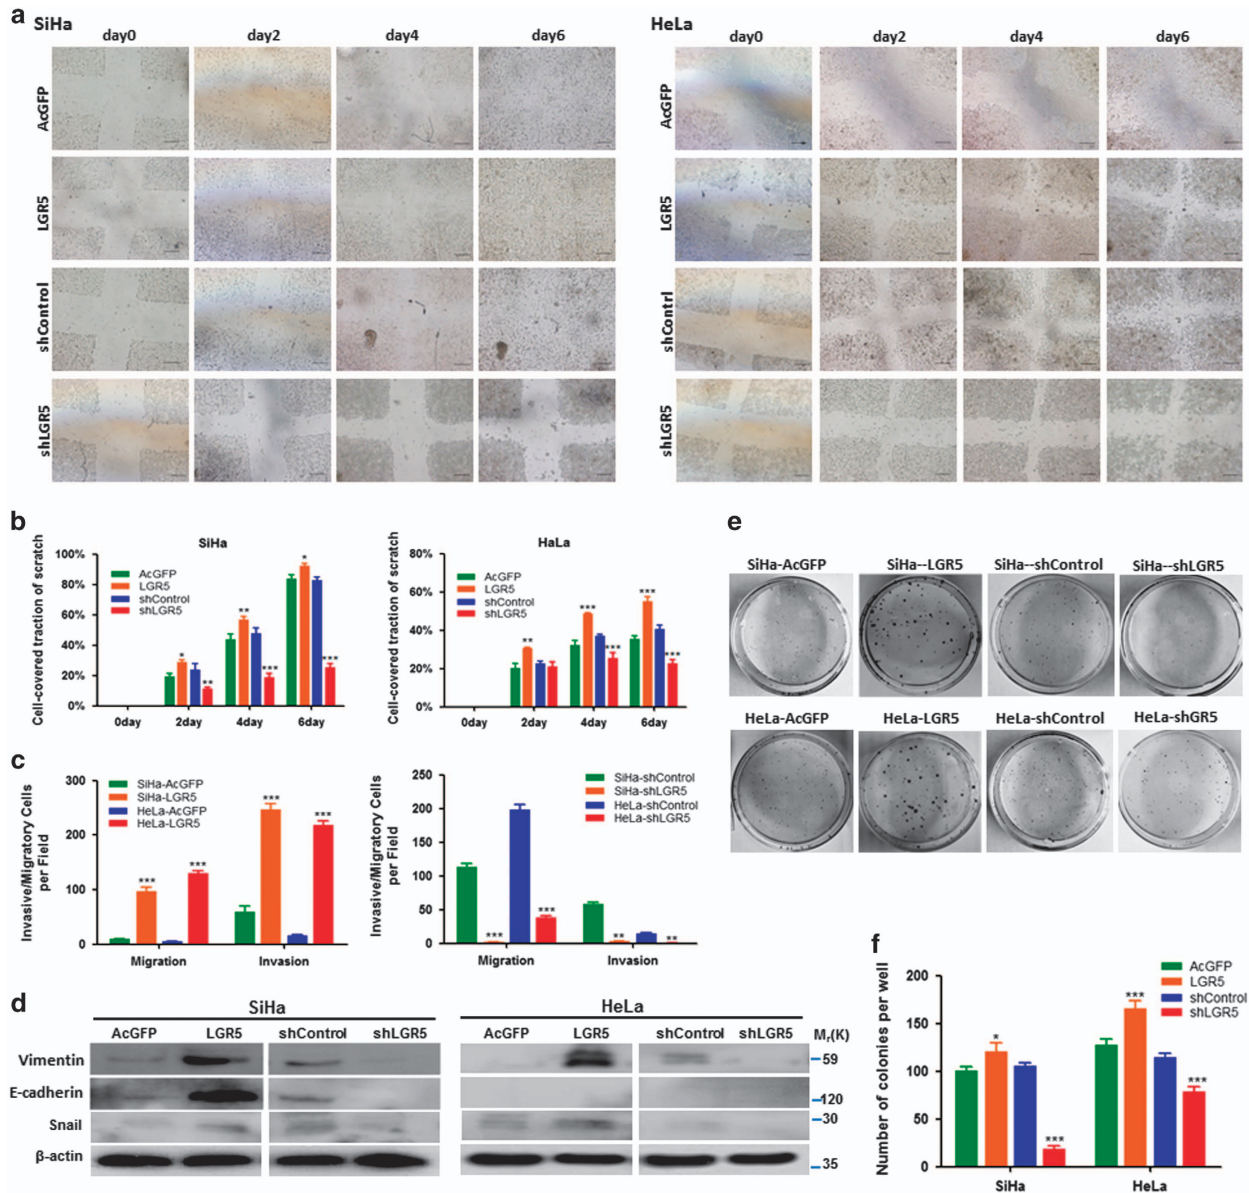 a
SiHa
day0 day2 day4 day6
AcGFP
LGR5
shControl
shLGR5
HeLa
day0 day2 day4 day6
AcGFP
LGR5
shContrl
shLGR5
b
SiHa
Cell-covered traction of scratch
100%
80%
60%
40%
20%
0%
AcGFP
LGR5
shControl
shLGR5
* ** ** *** * ***
0day 2day 4day 6day
HaLa
Cell-covered traction of scratch
80%
60%
40%
20%
0%
AcGFP
LGR5
shControl
shLGR5
** *** *** *** ***
0day 2day 4day 6day
c
Invasive/Migratory Cells
per Field
300
200
100
0
SiHa-AcGFP
SiHa-LGR5
HeLa-AcGFP
HeLa-LGR5
*** *** *** ***
Migration Invasion
Invasive/Migratory Cells
per Field
250
200
150
100
50
0
SiHa-shControl
SiHa-shLGR5
HeLa-shControl
HeLa-shLGR5
*** *** ** **
Migration Invasion
d
SiHa
AcGFP LGR5 shControl shLGR5
HeLa
AcGFP LGR5 shControl shLGR5 Mr(K)
Vimentin 59
E-cadherin 120
Snail 30
β-actin 35
e
SiHa-AcGFP SiHa--LGR5 SiHa--shControl SiHa--shLGR5
HeLa-AcGFP HeLa-LGR5 HeLa-shControl HeLa-shGR5
f
Number of colonies per well
200
150
100
50
0
AcGFP
LGR5
shControl
shLGR5
* *** *** ***
SiHa HeLa